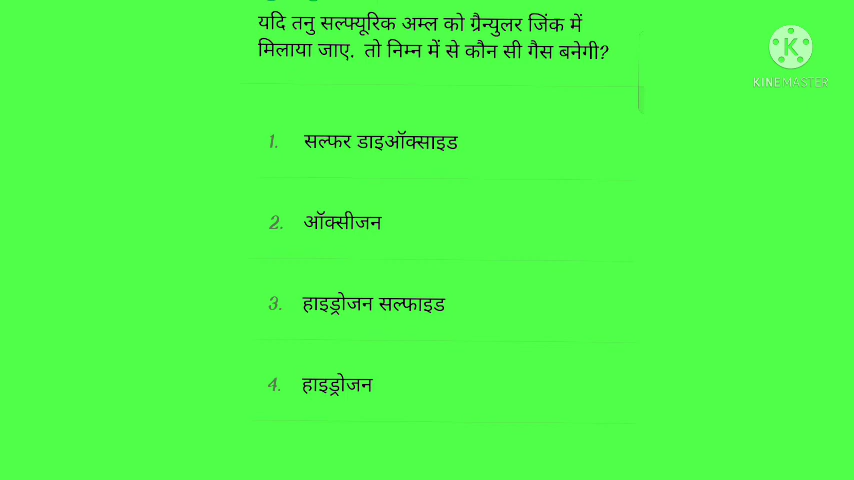 यदि तनु सल्फ्यूरिक अम्ल को ग्रैन्युलर जिंक में
मिलाया जाए. तो निम्न में से कौन सी गैस बनेगी?
KINEMASTER
1. सल्फर डाइऑक्साइड
2. ऑक्सीजन
3. हाइड्रोजन सल्फाइड
4. हाइड्रोजन